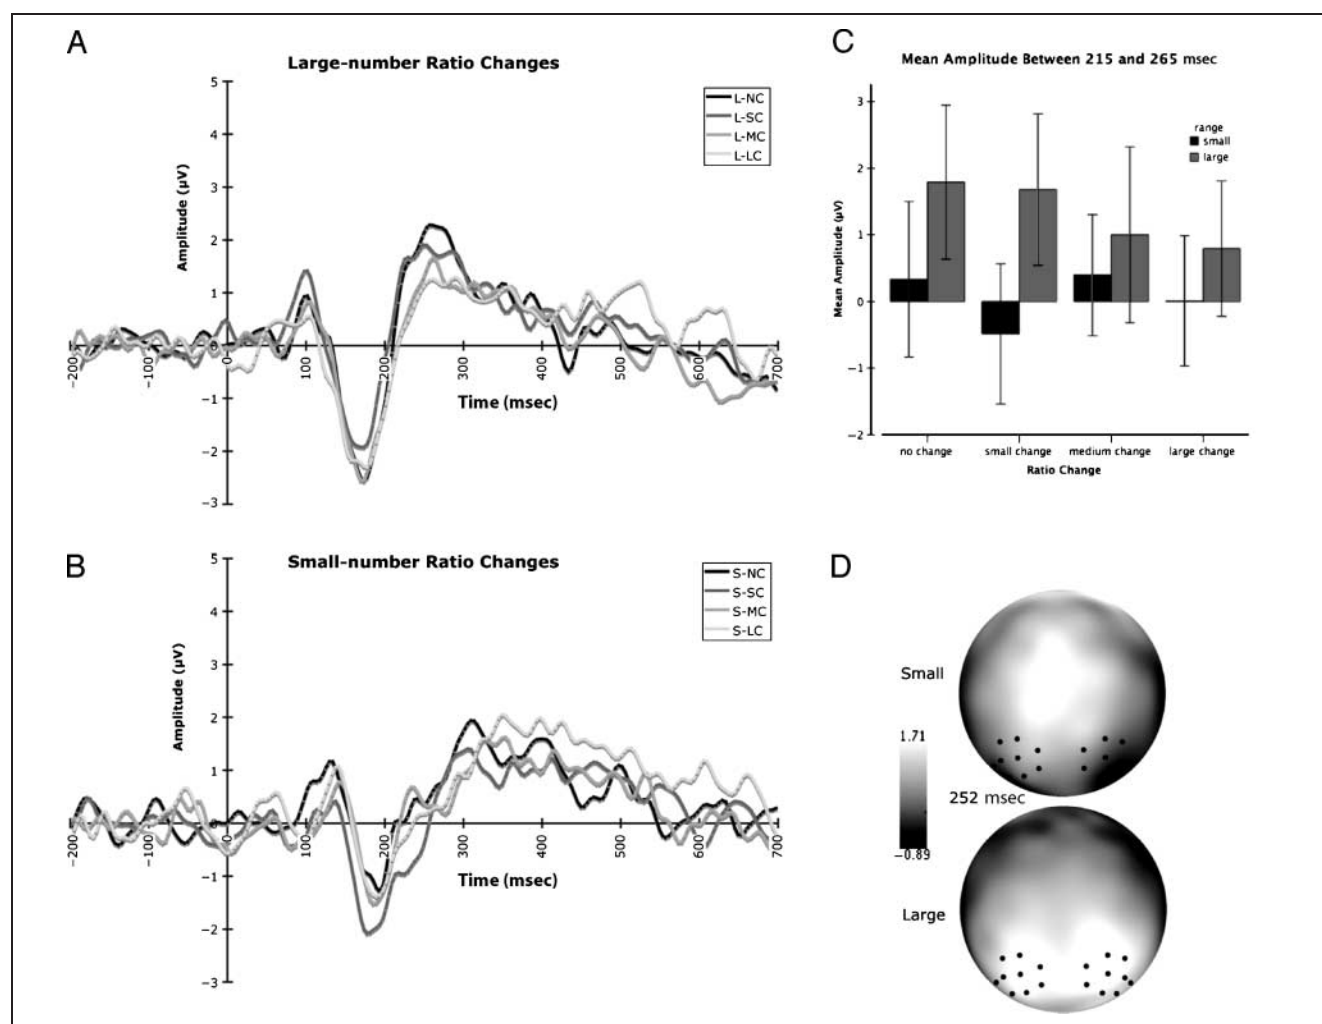 A
Large-number Ratio Changes
5
4
3
2
1
0
−1
−2
−3
Amplitude (μV)
L-NC
L-SC
L-MC
L-LC
-200
-100
0
100
200
300
400
500
600
700
Time (msec)
B
Small-number Ratio Changes
5
4
3
2
1
0
−1
−2
−3
Amplitude (μV)
S-NC
S-SC
S-MC
S-LC
-200
-100
0
100
200
300
400
500
600
700
Time (msec)
C
Mean Amplitude Between 215 and 265 msec
3
2
1
0
−1
−2
Mean Amplitude (μV)
range
small
large
no change small change medium change large change
Ratio Change
D
Small
1.71
−0.89
252 msec
Large